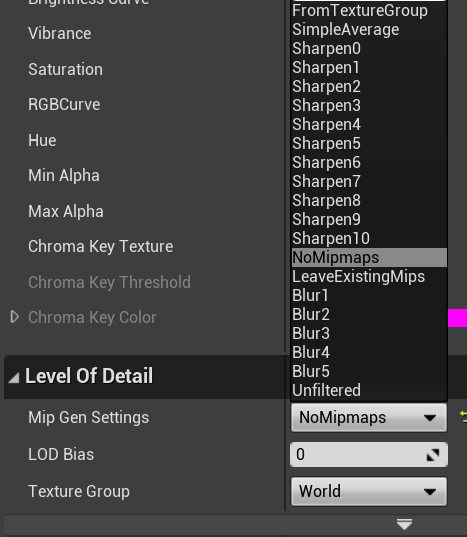 Brightness Curve
FromTextureGroup
SimpleAverage
Vibrance
Sharpen0
Sharpen1
Saturation
Sharpen2
RGBCurve
Sharpen3
Sharpen4
Hue
Sharpen5
Sharpen6
Min Alpha
Sharpen7
Sharpen8
Max Alpha
Sharpen9
Sharpen10
Chroma Key Texture
NoMipmaps
LeaveExistingMips
Chroma Key Threshold
Blur1
Blur2
Chroma Key Color
Blur3
Blur4
Blur5
Level Of Detail
Unfiltered
Mip Gen Settings
NoMipmaps
LOD Bias
0
Texture Group
World